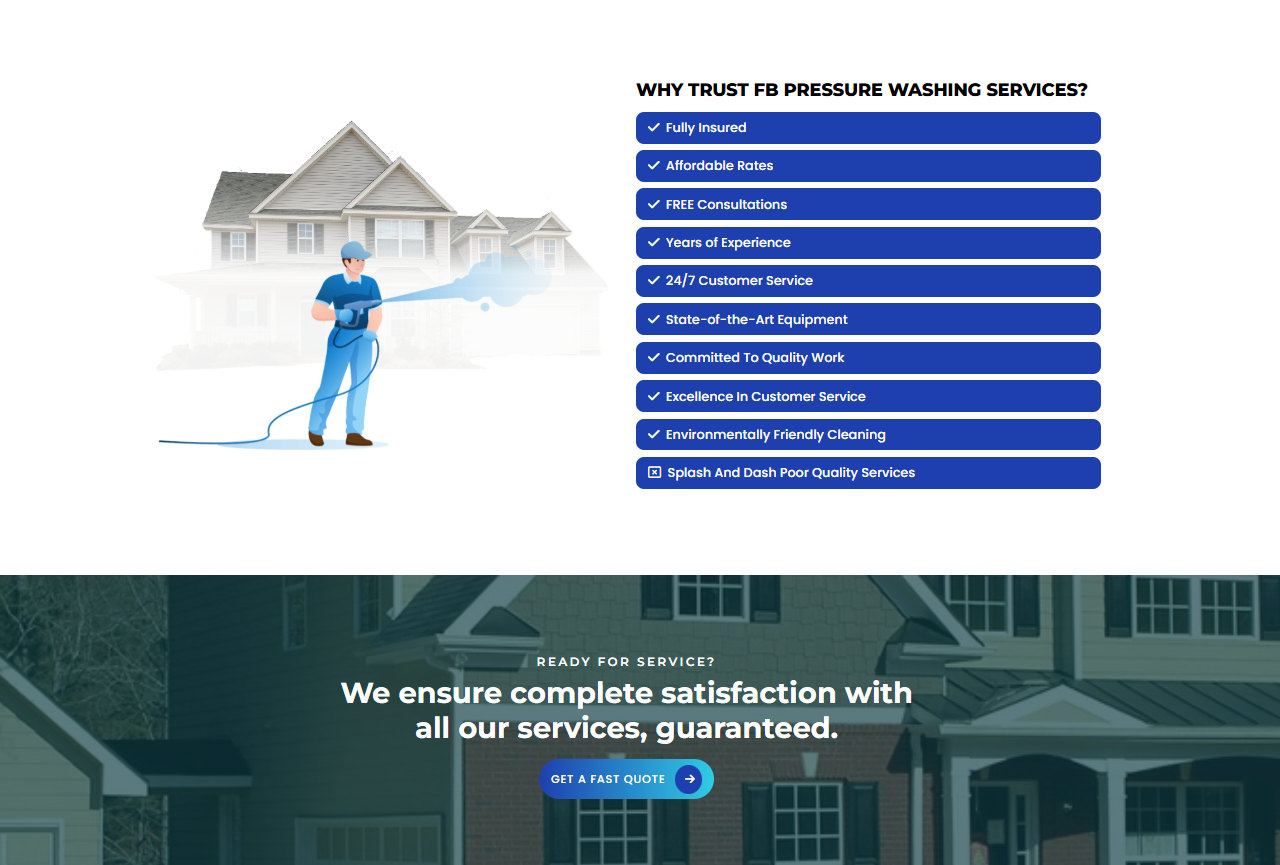 WHY TRUST FB PRESSURE WASHING SERVICES?
Fully Insured
Affordable Rates
FREE Consultations
Years of Experience
24/7 Customer Service
State-of-the-Art Equipment
Committed To Quality Work
Excellence In Customer Service
Environmentally Friendly Cleaning
Splash And Dash Poor Quality Services
READY FOR SERVICE?
We ensure complete satisfaction with
all our services, guaranteed.
GET A FAST QUOTE